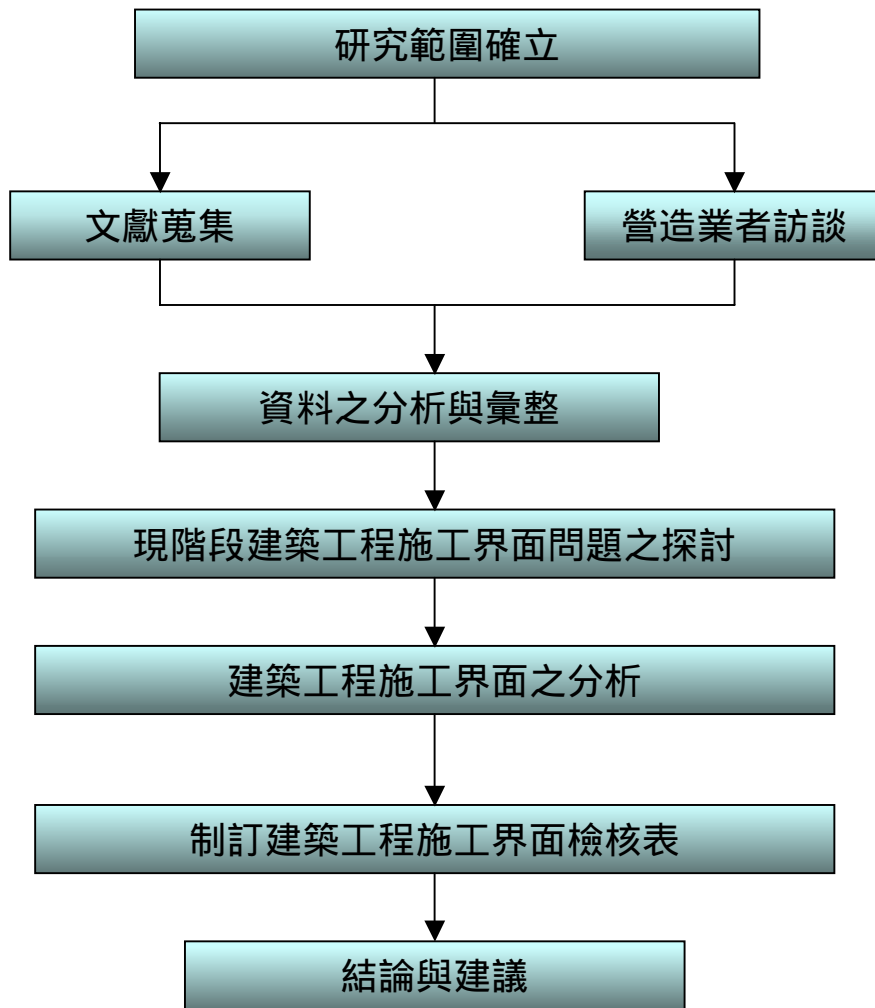 研究範圍確立
文獻蒐集
營造業者訪談
資料之分析與彙整
現階段建築工程施工界面問題之探討
建築工程施工界面之分析
制訂建築工程施工界面檢核表
結論與建議